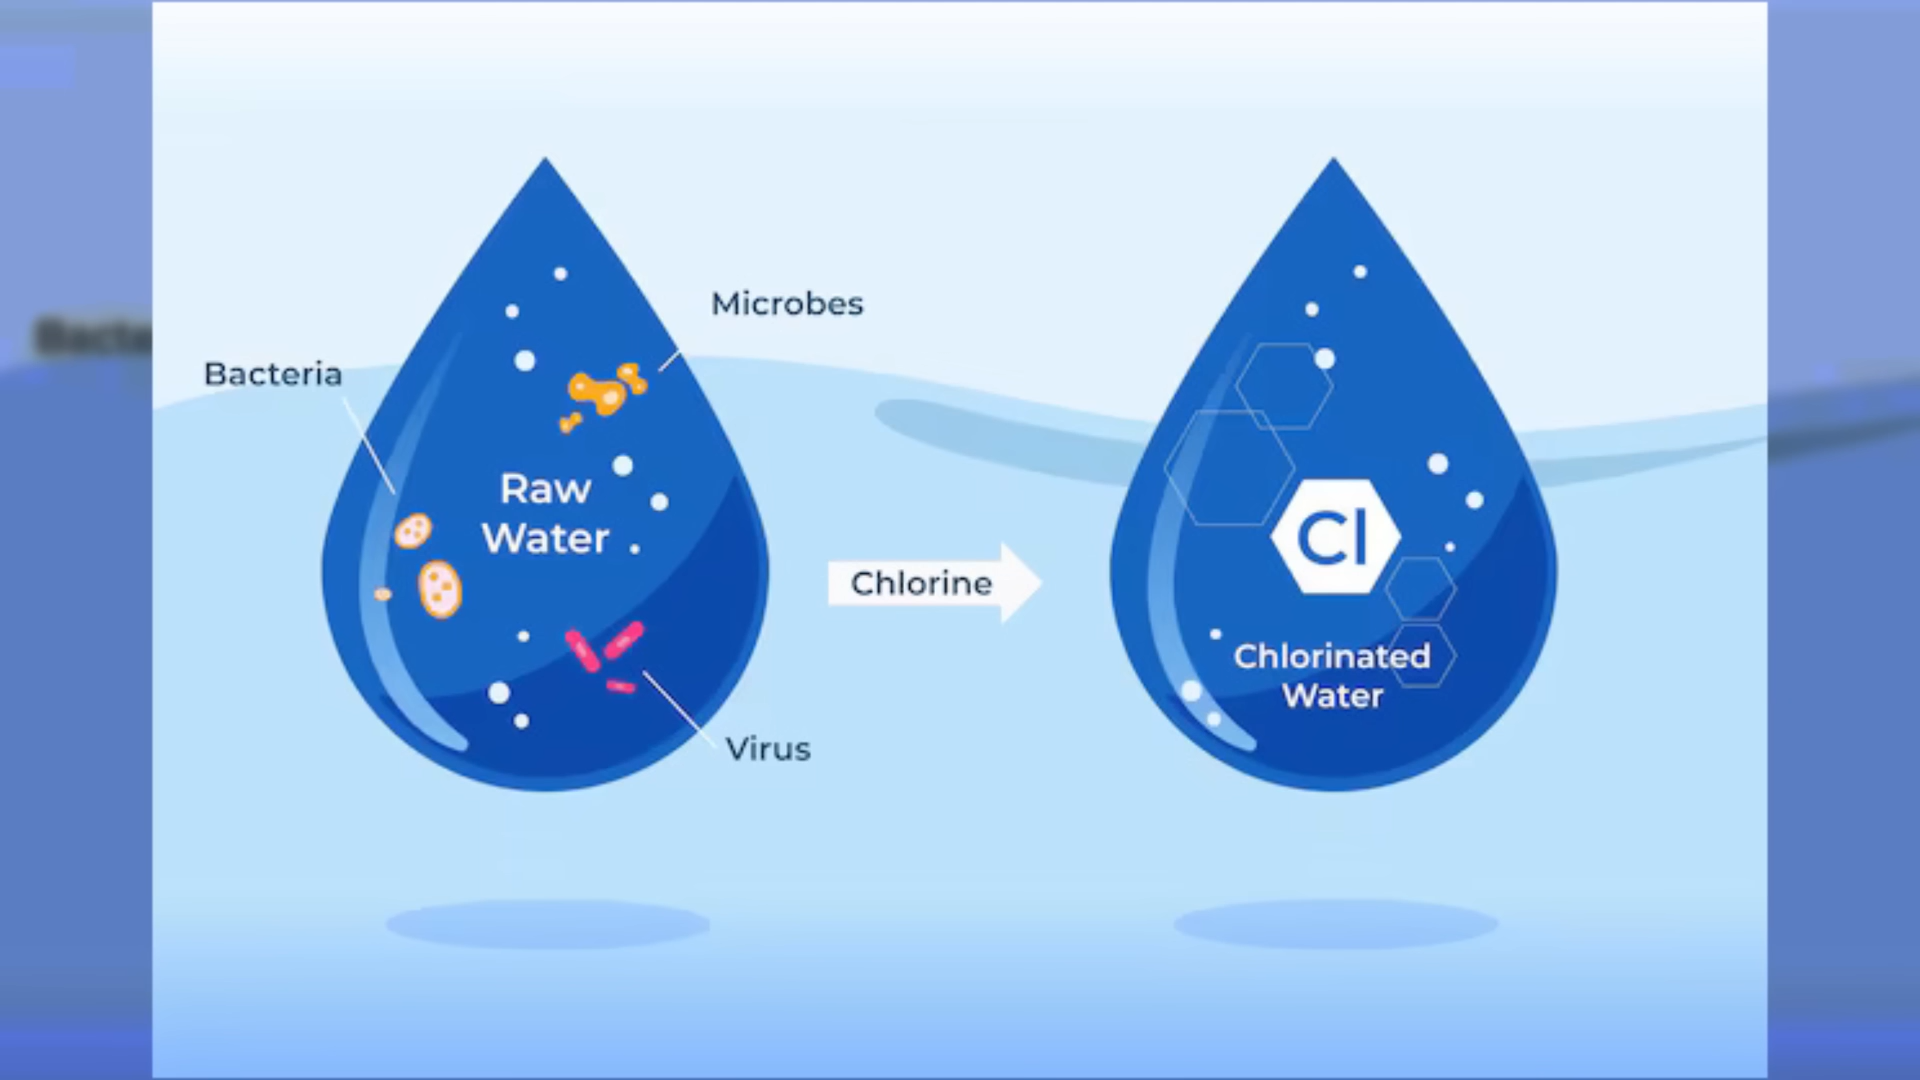 Microbes
Bacteria
Raw
Water
Chlorine
Cl
Chlorinated
Water
Virus